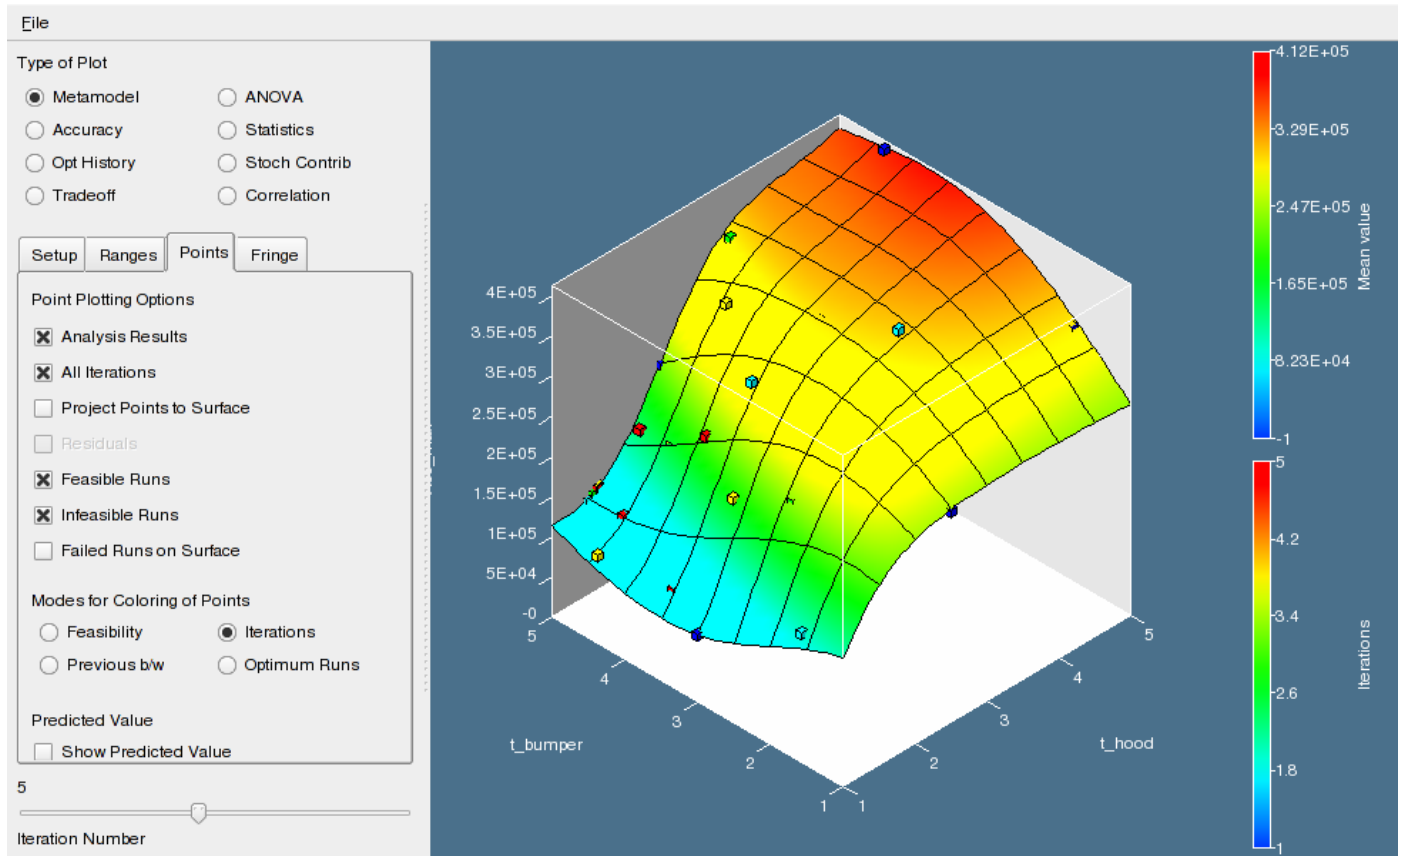 File
Type of Plot
Metamodel
ANOVA
Accuracy
Statistics
Opt History
Stoch Contrib
Tradeoff
Correlation
Setup
Ranges
Points
Fringe
Point Plotting Options
Analysis Results
All Iterations
Project Points to Surface
Residuals
Feasible Runs
Infeasible Runs
Failed Runs on Surface
Modes for Coloring of Points
Feasibility
Iterations
Previous b/w
Optimum Runs
Predicted Value
Show Predicted Value
5
Iteration Number
4E+05
3.5E+05
3E+05
2.5E+05
2E+05
1.5E+05
1E+05
5E+04
-0
5
4
3
2
1
t_bumper
1
2
3
4
5
t_hood
4.12E+05
3.29E+05
2.47E+05
1.65E+05
8.23E+04
-1
Mean value
5
4.2
3.4
2.6
1.8
1
Iterations